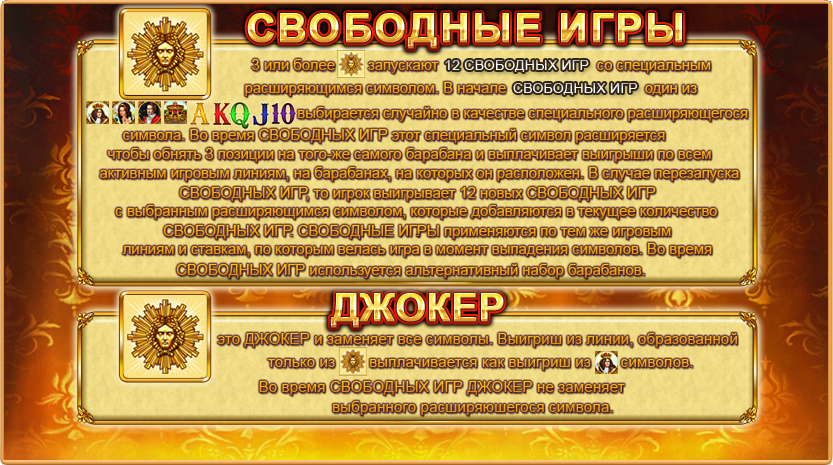 СВОБОДНЫЕ ИГРЫ
3 или более запускают 12 СВОБОДНЫХ ИГР со специальным
расширяющимся символом. В начале СВОБОДНЫХ ИГР один из
A K Q J 10 выбирается случайно в качестве специального расширяющегося
символа. Во время СВОБОДНЫХ ИГР этот специальный символ расширяется
чтобы обнять 3 позиции на того-же самого барабана и выплачивает выигрыши по всем
активным игровым линиям, на барабанах, на которых он расположен. В случае перезапуска
СВОБОДНЫХ ИГР, то игрок выигрывает 12 новых СВОБОДНЫХ ИГР
с выбранным расширяющимся символом, которые добавляются в текущее количество
СВОБОДНЫХ ИГР. СВОБОДНЫЕ ИГРЫ применяются по тем же игровым
линиям и ставкам, по которым велась игра в момент выпадения символов. Во время
СВОБОДНЫХ ИГР используется альтернативный набор барабанов.
ДЖОКЕР
это ДЖОКЕР и заменяет все символы. Выигриш из линии, образованной
только из выплачивается как выигриш из символов.
Во время СВОБОДНЫХ ИГР ДЖОКЕР не заменяет
выбранного расширяюшегося символа.